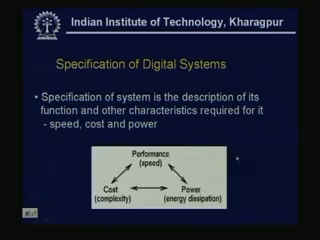 Indian Institute of Technology, Kharagpur
Specification of Digital Systems
• Specification of system is the description of its
function and other characteristics required for it
- speed, cost and power
Performance
(speed)
Cost
(complexity)
Power
(energy dissipation)